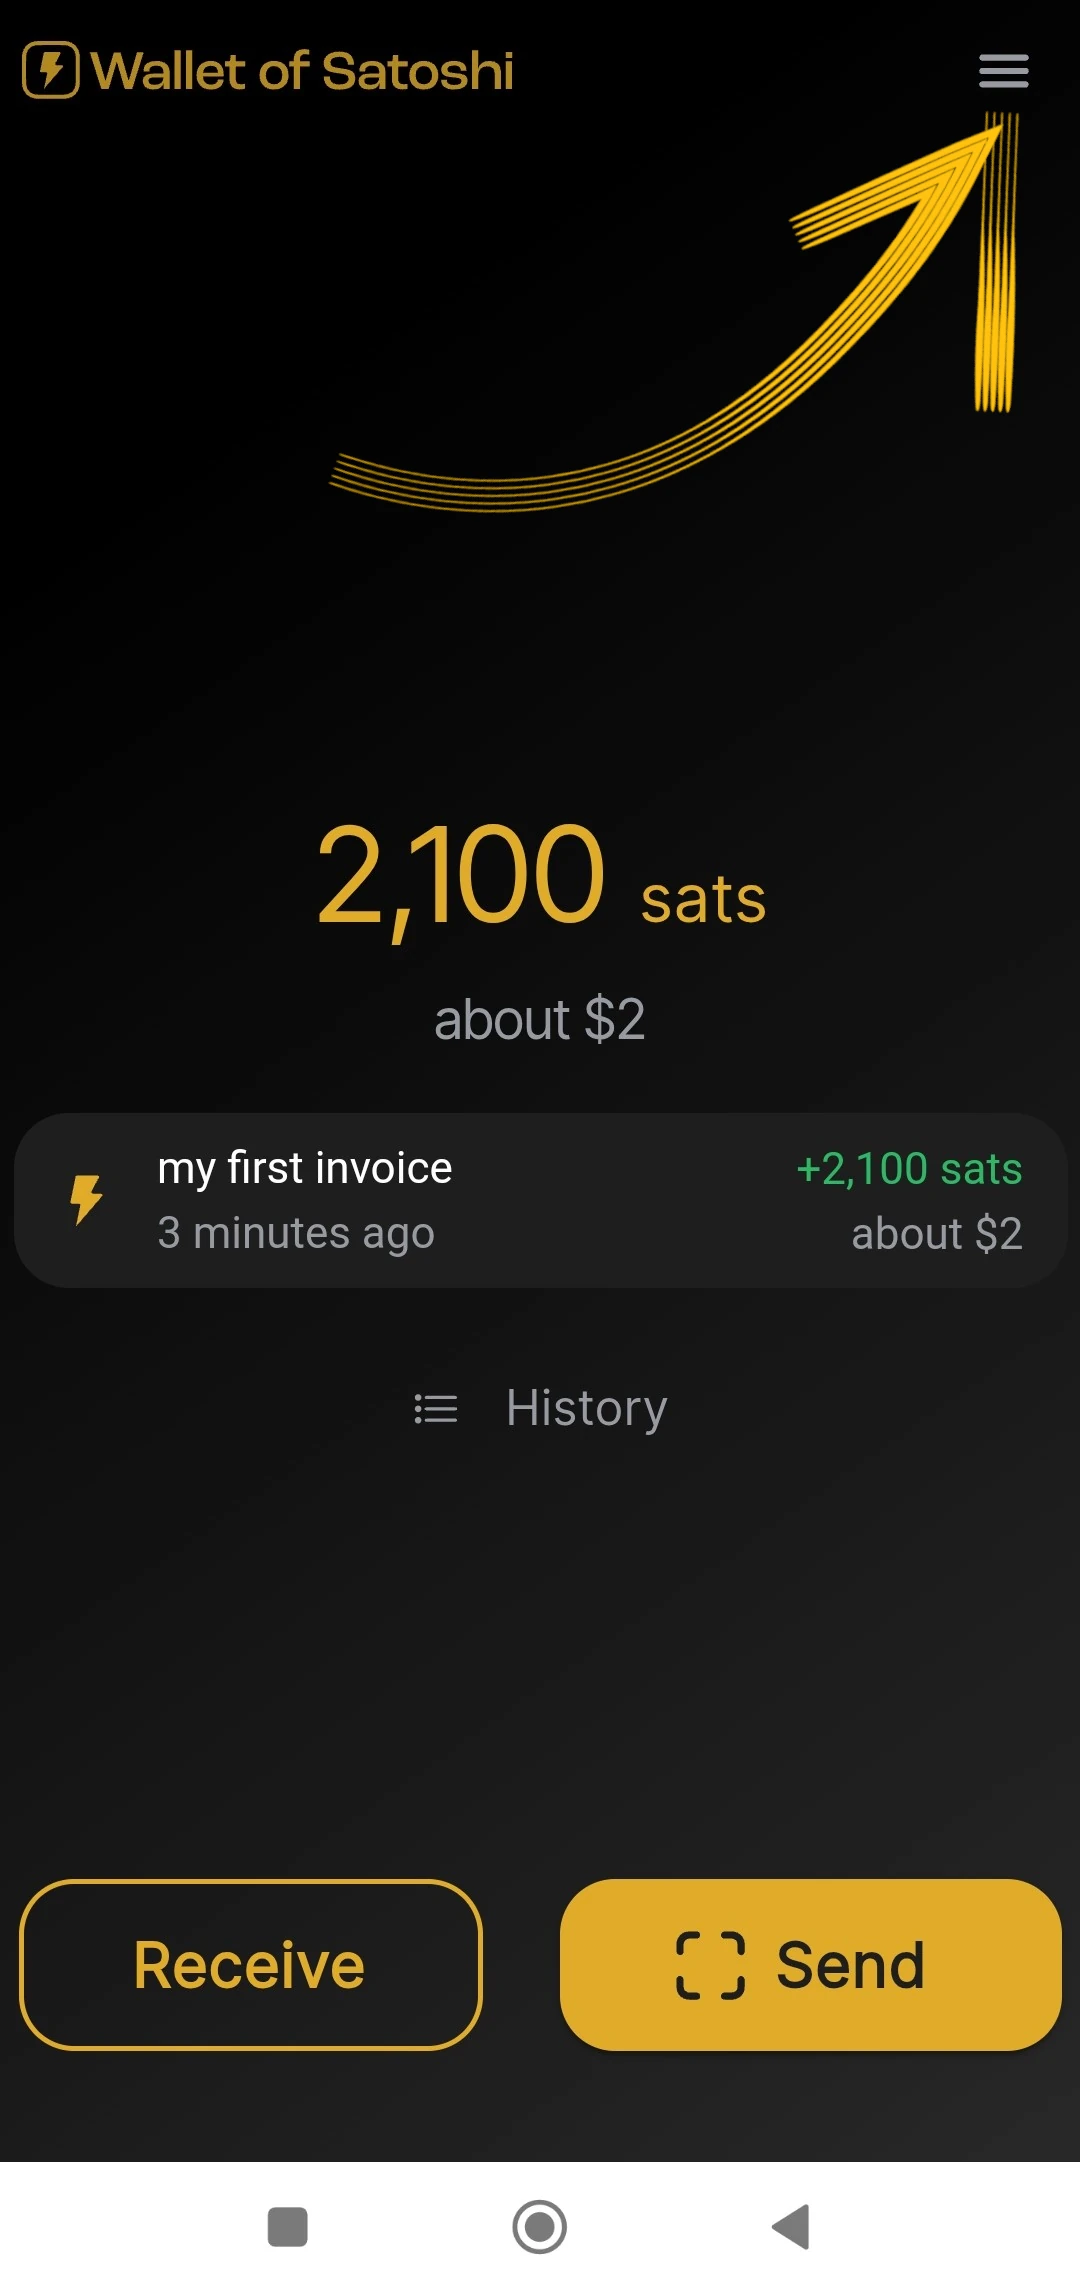 Wallet of Satoshi
2,100 sats
about $2
my first invoice +2,100 sats
3 minutes ago about $2
History
Receive Send